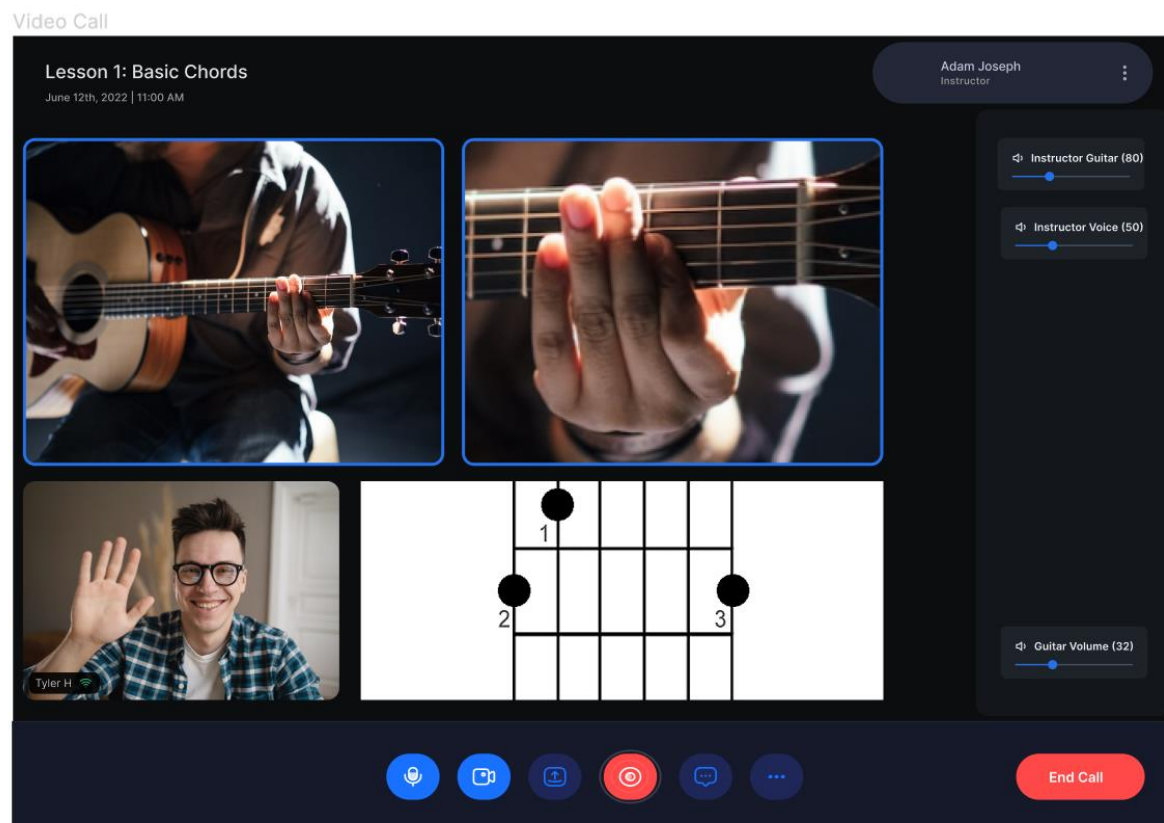 Video Call
Lesson 1: Basic Chords
June 12th, 2022 | 11:00 AM
Adam Joseph
Instructor
Instructor Guitar (80)
Instructor Voice (50)
1
2
3
Tyler H
Guitar Volume (32)
End Call